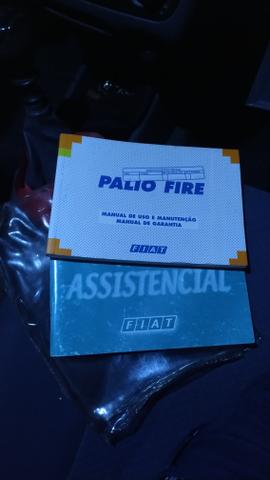 PALIO FIRE
MANUAL DE USO E MANUTENÇÃO
MANUAL DE GARANTIA
FIAT
ASSISTENCIAL
FIAT